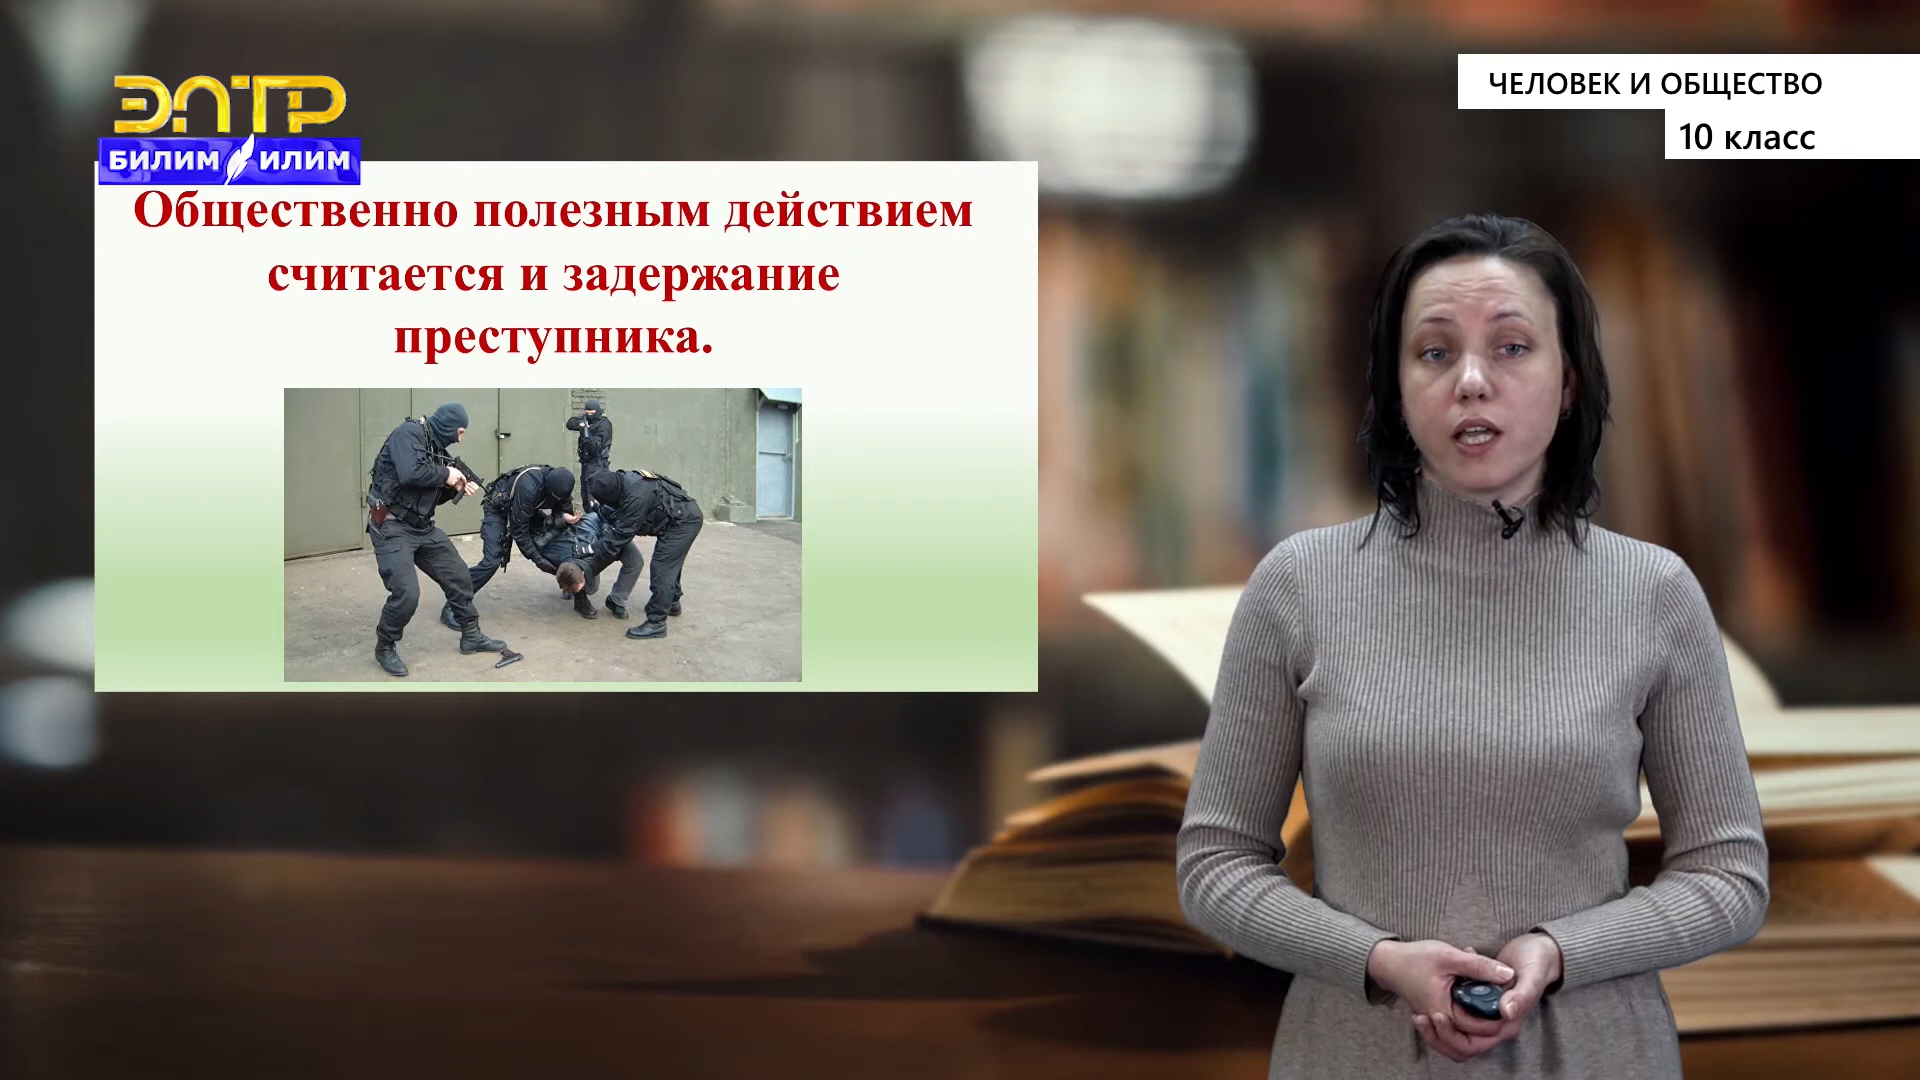 ЭЛТР
БИЛИМ ИЛИМ
ЧЕЛОВЕК И ОБЩЕСТВО
10 класс
Общественно полезным действием
считается и задержание
преступника.